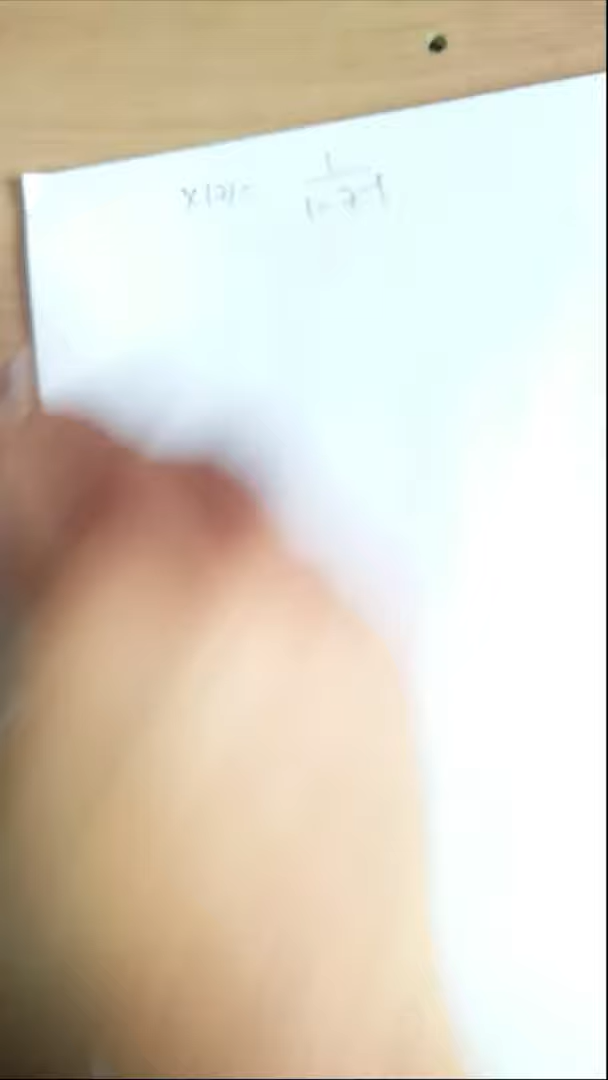 X(z) = 1
1-z-1